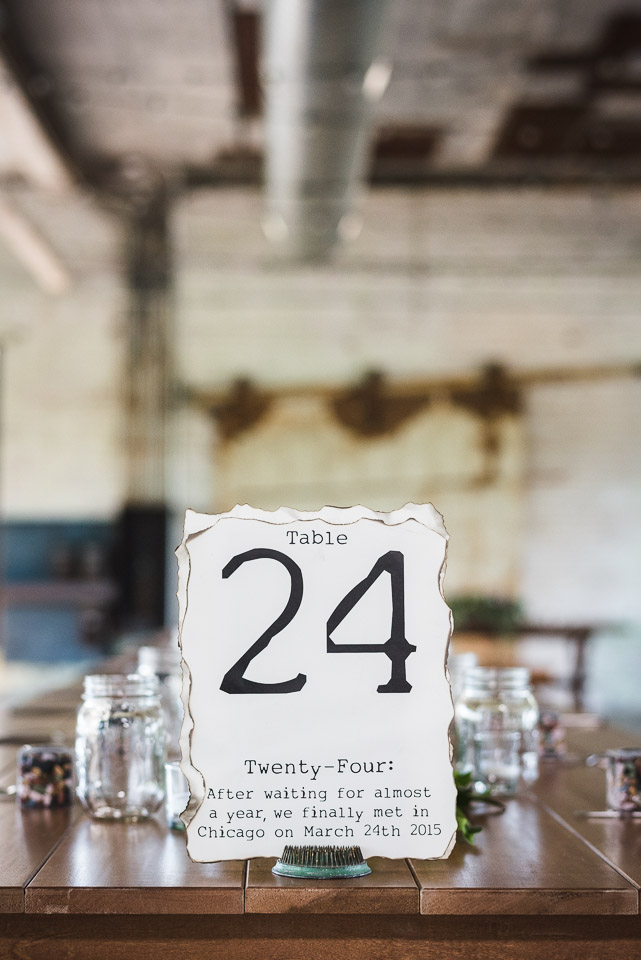 Table
24
Twenty-Four:
After waiting for almost
a year, we finally met in
Chicago on March 24th 2015